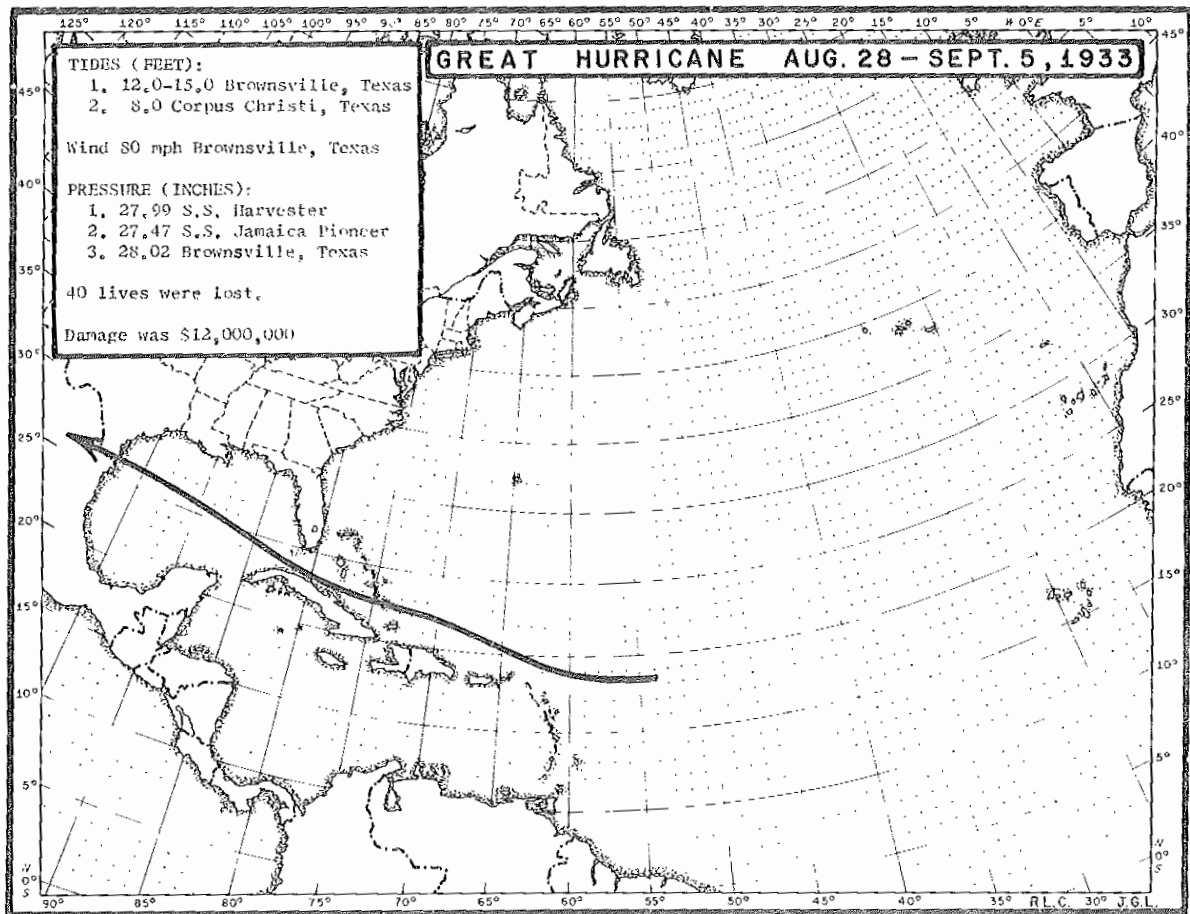 125° 120° 115° 110° 105° 100° 95° 90° 85° 80° 75° 70° 65° 60° 55° 50° 45° 40° 35° 30° 25° 20° 15° 10° 5° 0°E 5° 10°
GREAT HURRICANE AUG. 28 – SEPT. 5, 1933
TIDES (FEET):
1. 12.0-15.0 Brownsville, Texas
2. 8.0 Corpus Christi, Texas
Wind 80 mph Brownsville, Texas
PRESSURE (INCHES):
1. 27.99 S.S. Harvester
2. 27.47 S.S. Jamaica Pioneer
3. 28.02 Brownsville, Texas
40 lives were lost.
Damage was $12,000,000
45°
40°
35°
30°
25°
20°
15°
10°
5°
N
0°
S
45°
40°
35°
30°
25°
20°
15°
10°
5°
N
0°
S
90° 85° 80° 75° 70° 65° 60° 55° 50° 45° 40° 35° R.L.C. 30° J.G.L.